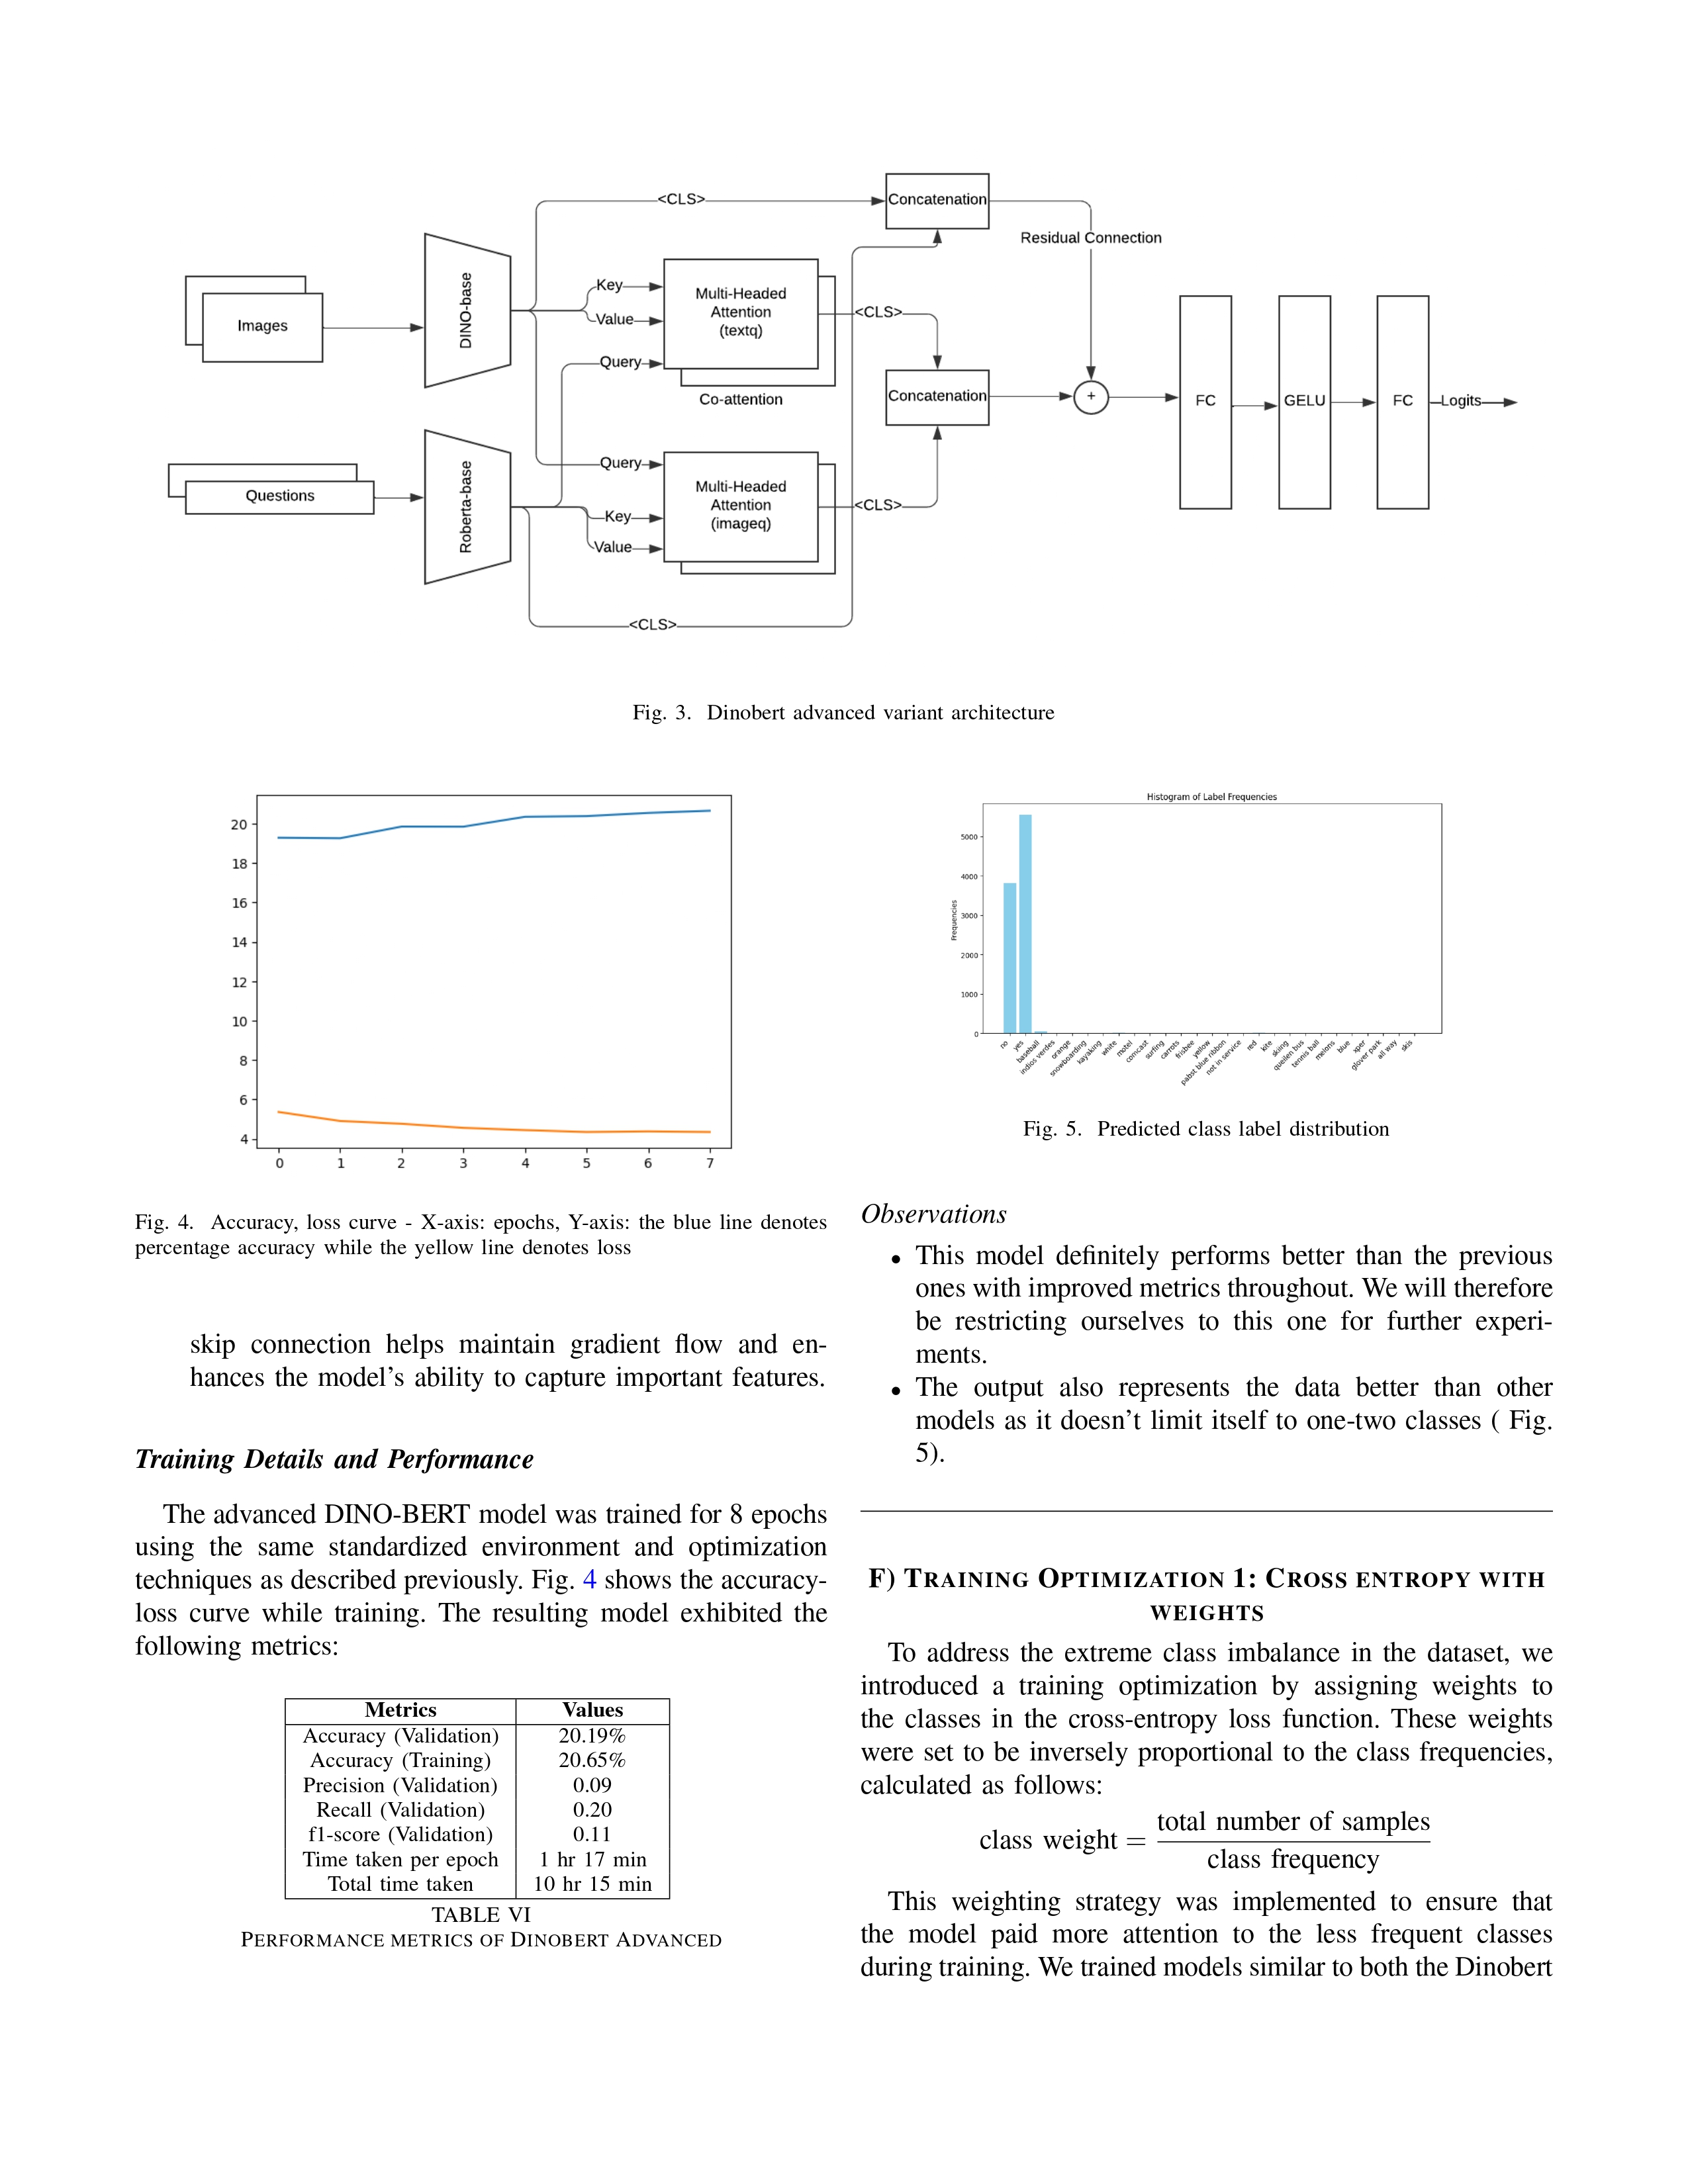 <CLS>
Concatenation
Residual Connection
Images
DINO-base
Key
Value
Query
Multi-Headed
Attention
(textq)
Co-attention
<CLS>
Concatenation
+
FC
GELU
FC
Logits
Questions
Roberta-base
Query
Key
Value
Multi-Headed
Attention
(imageq)
<CLS>
<CLS>
Fig. 3. Dinobert advanced variant architecture
20
18
16
14
12
10
8
6
4
0 1 2 3 4 5 6 7
Fig. 4. Accuracy, loss curve - X-axis: epochs, Y-axis: the blue line denotes
percentage accuracy while the yellow line denotes loss
skip connection helps maintain gradient flow and en-
hances the model's ability to capture important features.
Training Details and Performance
The advanced DINO-BERT model was trained for 8 epochs
using the same standardized environment and optimization
techniques as described previously. Fig. 4 shows the accuracy-
loss curve while training. The resulting model exhibited the
following metrics:
Metrics Values
Accuracy (Validation) 20.19%
Accuracy (Training) 20.65%
Precision (Validation) 0.09
Recall (Validation) 0.20
f1-score (Validation) 0.11
Time taken per epoch 1 hr 17 min
Total time taken 10 hr 15 min
TABLE VI
PERFORMANCE METRICS OF DINOBERT ADVANCED
Histogram of Label Frequencies
Frequencies
5000
4000
3000
2000
1000
0
no
yes
baseball
indios verdes
orange
snowboarding
kayaking
white
motel
comcast
surfing
carrots
frisbee
yellow
pabst blue ribbon
not in service
red
kite
skiing
queilen bus
tennis ball
melons
blue
xper
glover park
all way
skis
Fig. 5. Predicted class label distribution
Observations
• This model definitely performs better than the previous
ones with improved metrics throughout. We will therefore
be restricting ourselves to this one for further experi-
ments.
• The output also represents the data better than other
models as it doesn't limit itself to one-two classes ( Fig.
5).
F) TRAINING OPTIMIZATION 1: CROSS ENTROPY WITH
WEIGHTS
To address the extreme class imbalance in the dataset, we
introduced a training optimization by assigning weights to
the classes in the cross-entropy loss function. These weights
were set to be inversely proportional to the class frequencies,
calculated as follows:
class weight = total number of samples / class frequency
This weighting strategy was implemented to ensure that
the model paid more attention to the less frequent classes
during training. We trained models similar to both the Dinobert